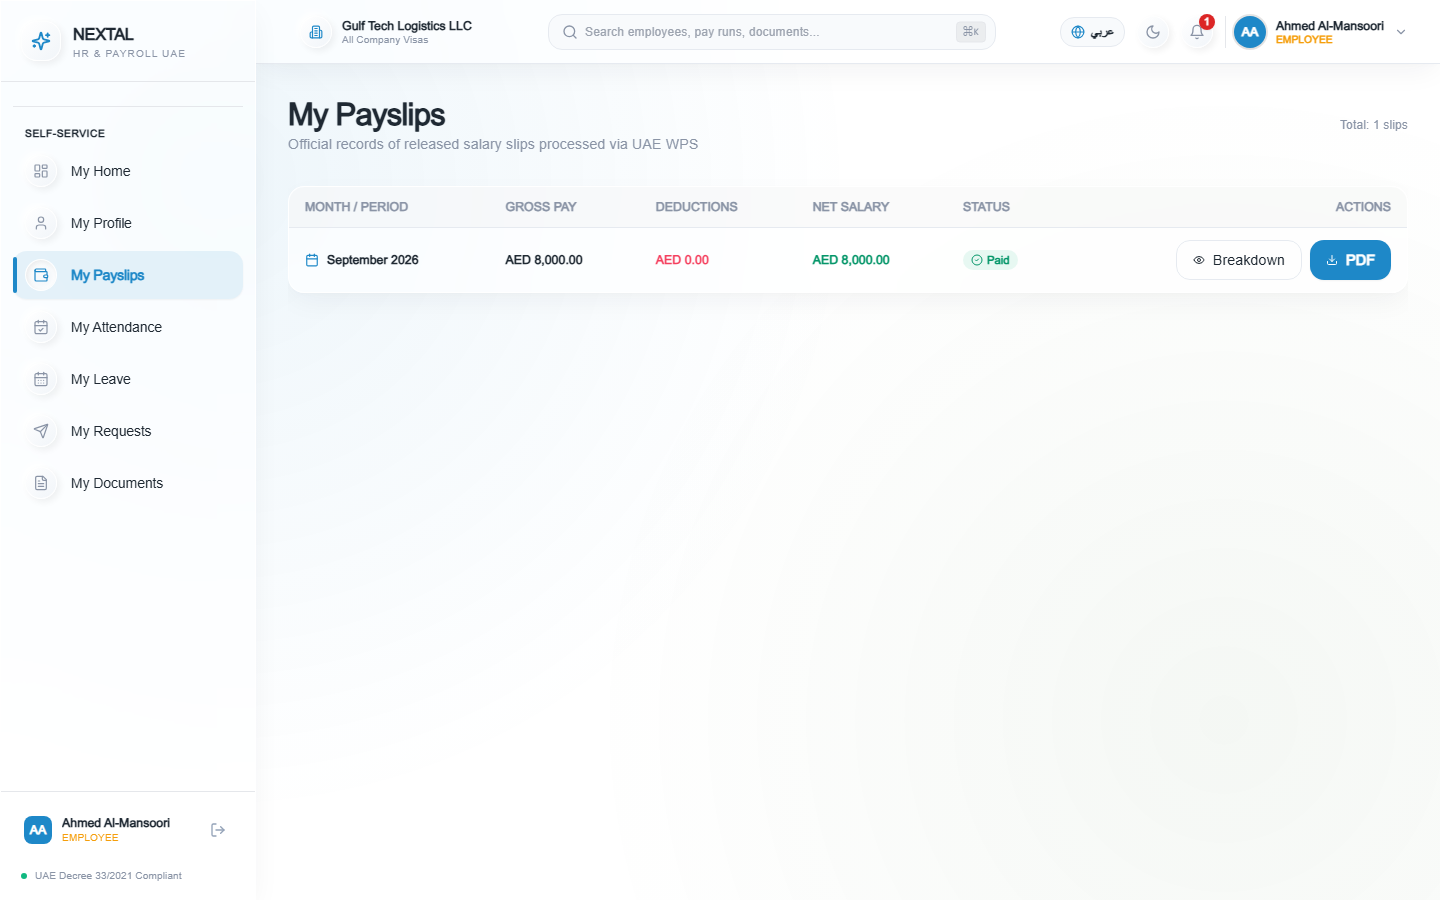 NEXTAL
HR & PAYROLL UAE
SELF-SERVICE
My Home
My Profile
My Payslips
My Attendance
My Leave
My Requests
My Documents
AA
Ahmed Al-Mansoori
EMPLOYEE
UAE Decree 33/2021 Compliant
Gulf Tech Logistics LLC
All Company Visas
Search employees, pay runs, documents...
⌘K
عربي
1
AA
Ahmed Al-Mansoori
EMPLOYEE
My Payslips
Official records of released salary slips processed via UAE WPS
Total: 1 slips
MONTH / PERIOD GROSS PAY DEDUCTIONS NET SALARY STATUS ACTIONS
September 2026 AED 8,000.00 AED 0.00 AED 8,000.00 Paid Breakdown PDF